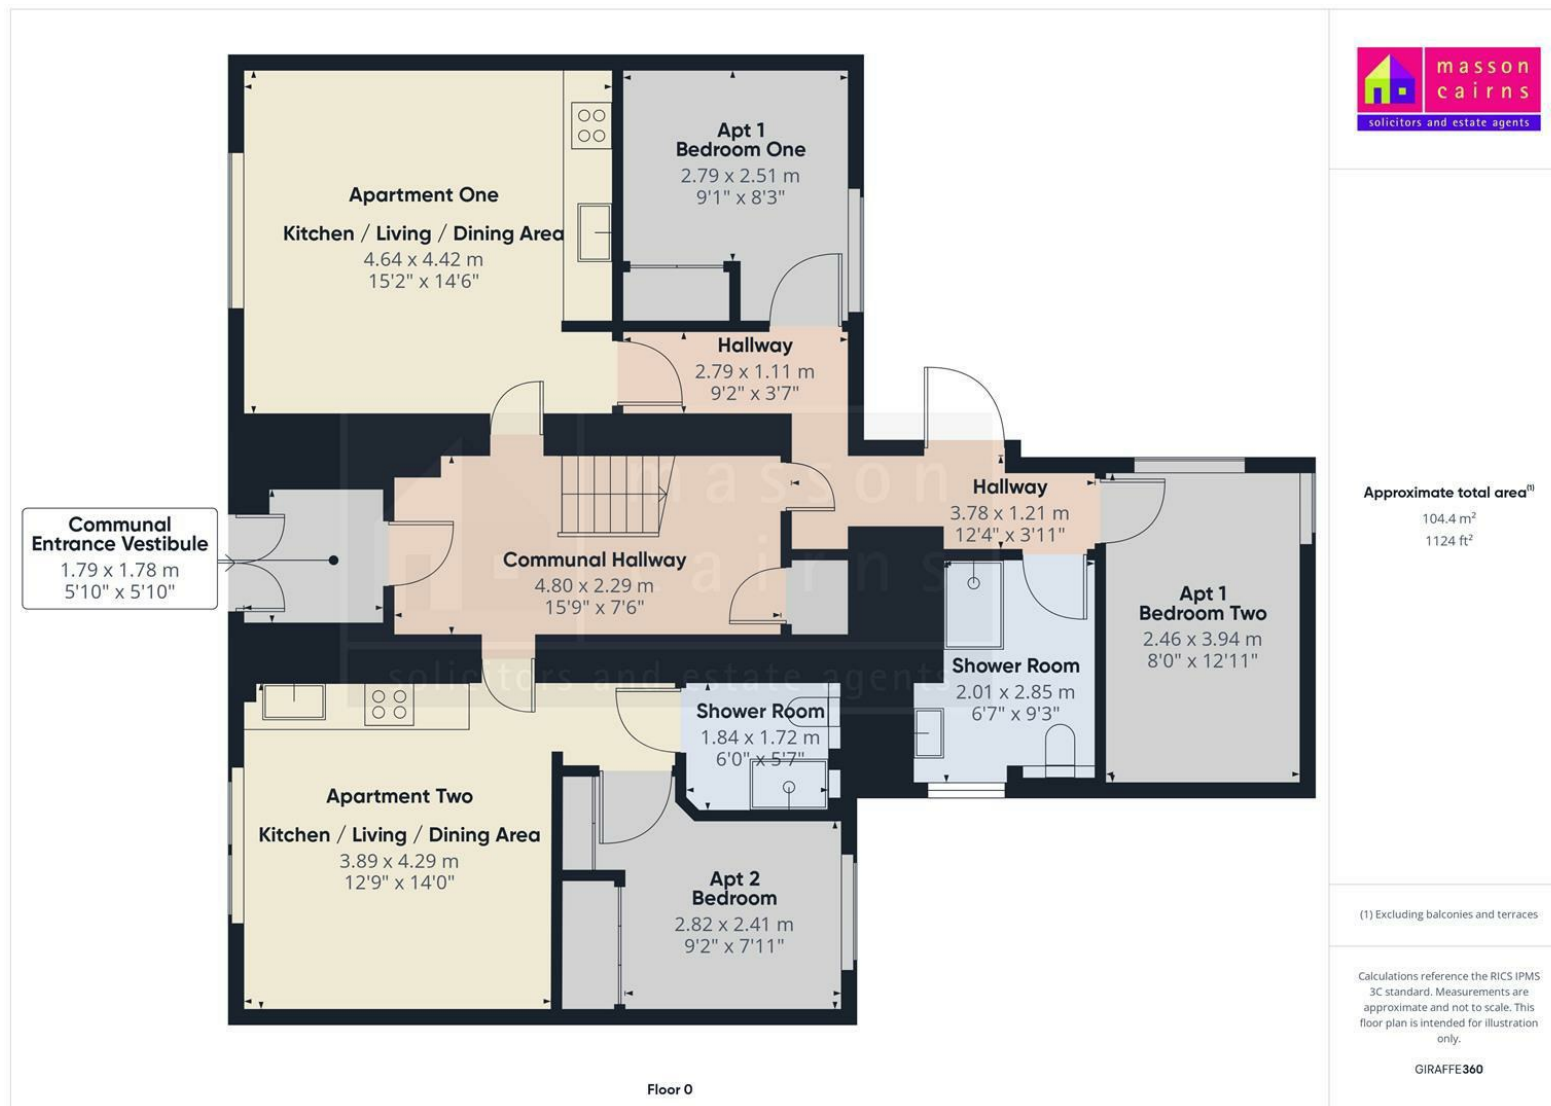 masson
cairns
solicitors and estate agents
Apartment One
Kitchen / Living / Dining Area
4.64 x 4.42 m
15'2" x 14'6"
Apt 1
Bedroom One
2.79 x 2.51 m
9'1" x 8'3"
Hallway
2.79 x 1.11 m
9'2" x 3'7"
Hallway
3.78 x 1.21 m
12'4" x 3'11"
Communal
Entrance Vestibule
1.79 x 1.78 m
5'10" x 5'10"
Communal Hallway
4.80 x 2.29 m
15'9" x 7'6"
Apt 1
Bedroom Two
2.46 x 3.94 m
8'0" x 12'11"
Shower Room
2.01 x 2.85 m
6'7" x 9'3"
Shower Room
1.84 x 1.72 m
6'0" x 5'7"
Apartment Two
Kitchen / Living / Dining Area
3.89 x 4.29 m
12'9" x 14'0"
Apt 2
Bedroom
2.82 x 2.41 m
9'2" x 7'11"
masson
cairns
solicitors and estate agents
Floor 0
Approximate total area(1)
104.4 m²
1124 ft²
(1) Excluding balconies and terraces
Calculations reference the RICS IPMS
3C standard. Measurements are
approximate and not to scale. This
floor plan is intended for illustration
only.
GIRAFFE360